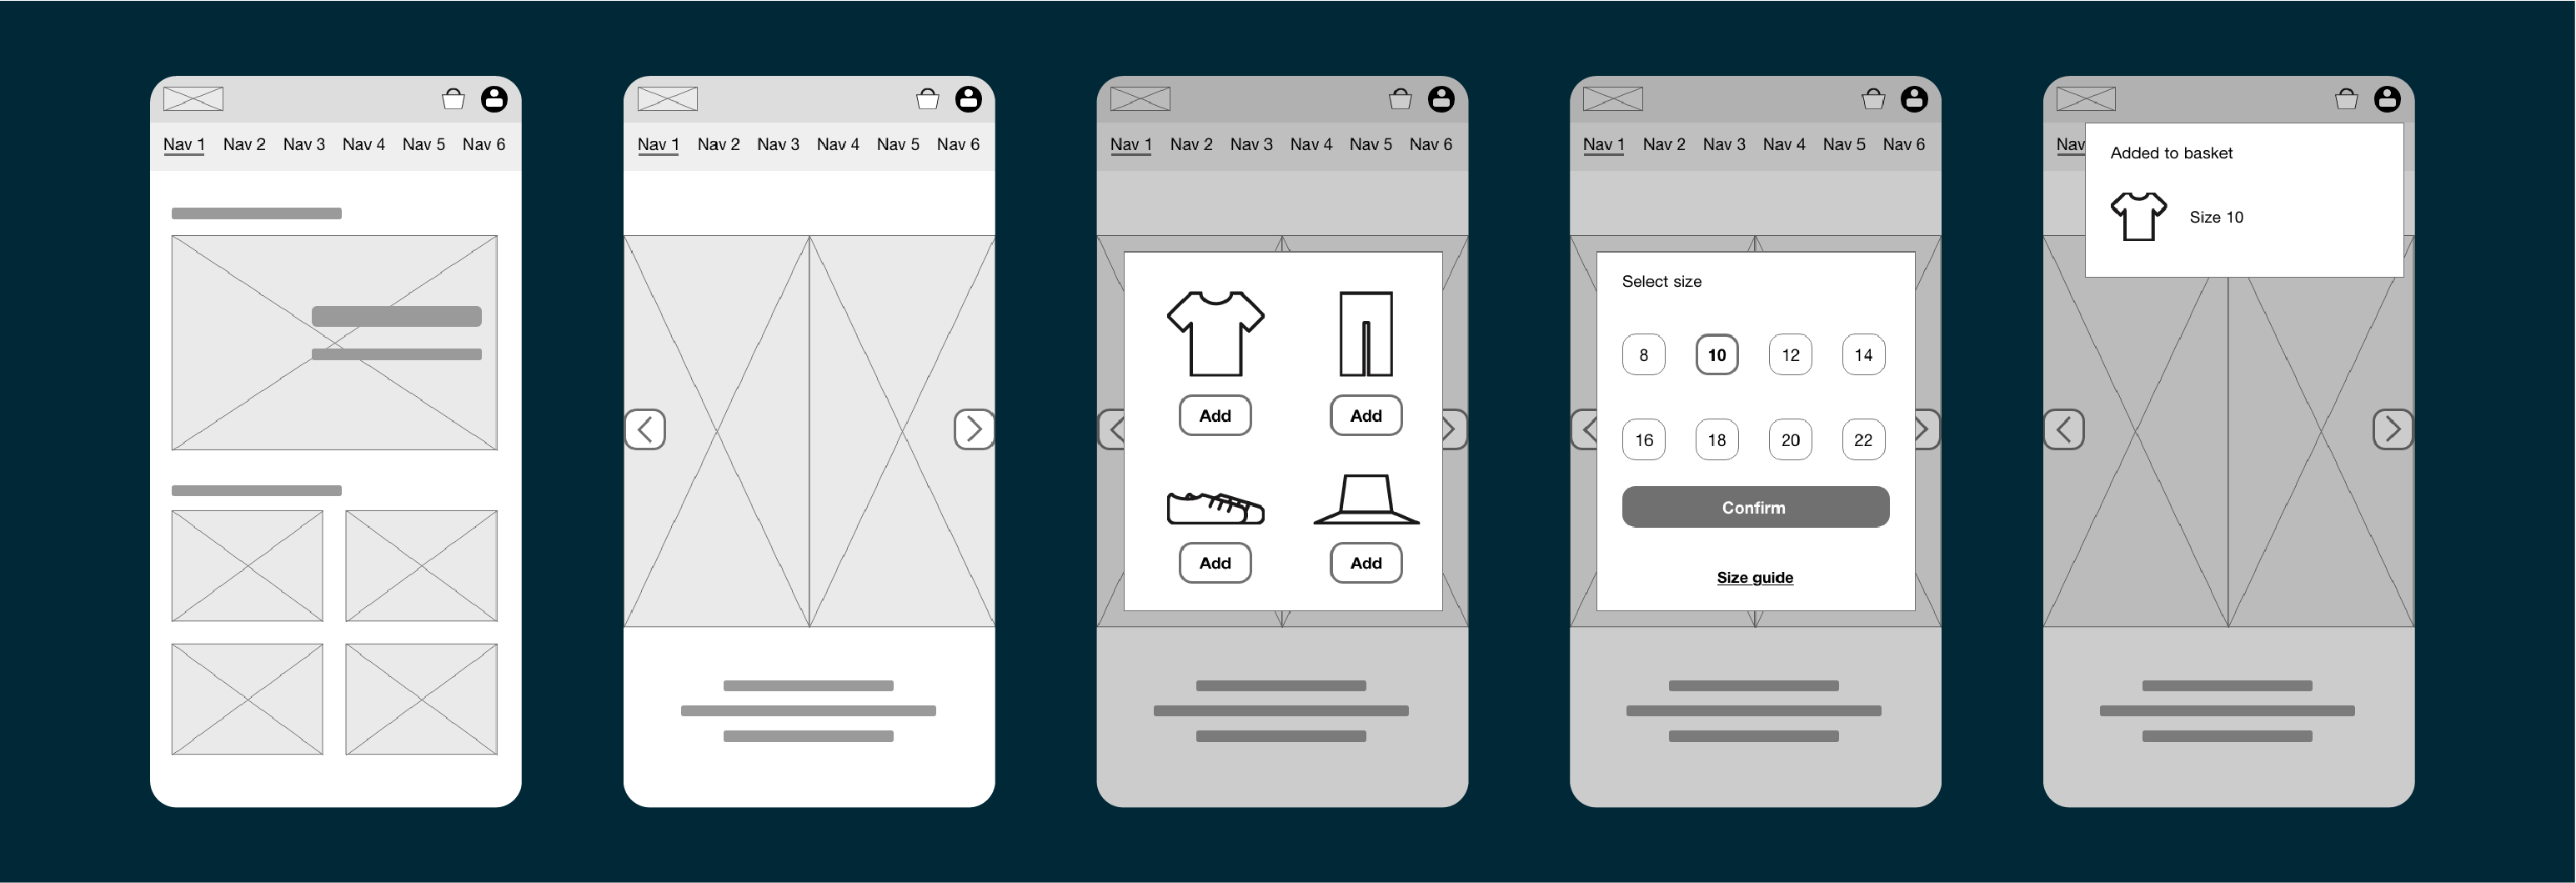 Nav 1 Nav 2 Nav 3 Nav 4 Nav 5 Nav 6
Nav 1 Nav 2 Nav 3 Nav 4 Nav 5 Nav 6
Nav 1 Nav 2 Nav 3 Nav 4 Nav 5 Nav 6
Add Add
Add Add
Nav 1 Nav 2 Nav 3 Nav 4 Nav 5 Nav 6
Select size
8 10 12 14
16 18 20 22
Confirm
Size guide
Nav
Added to basket
Size 10